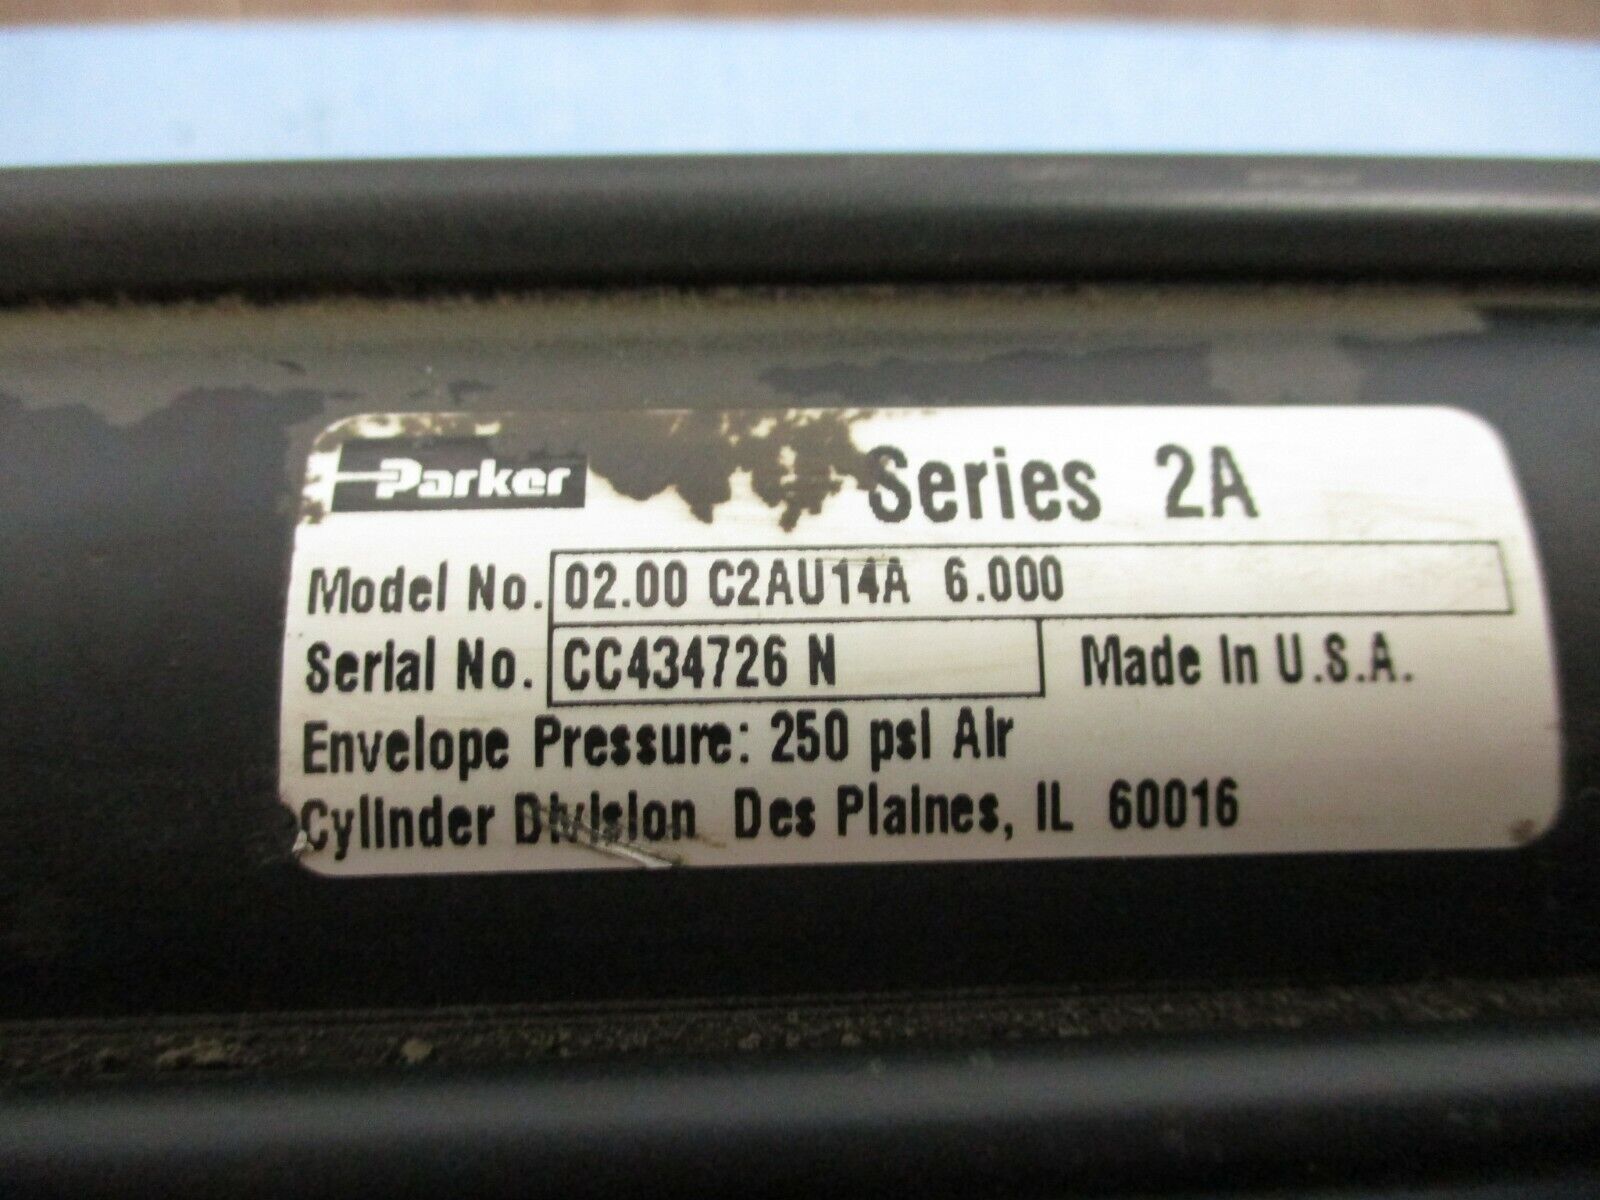 Parker
Series 2A
Model No. 02.00 C2AU14A 6.000
Serial No. CC434726 N Made In U.S.A.
Envelope Pressure: 250 psi Air
Cylinder Division Des Plaines, IL 60016